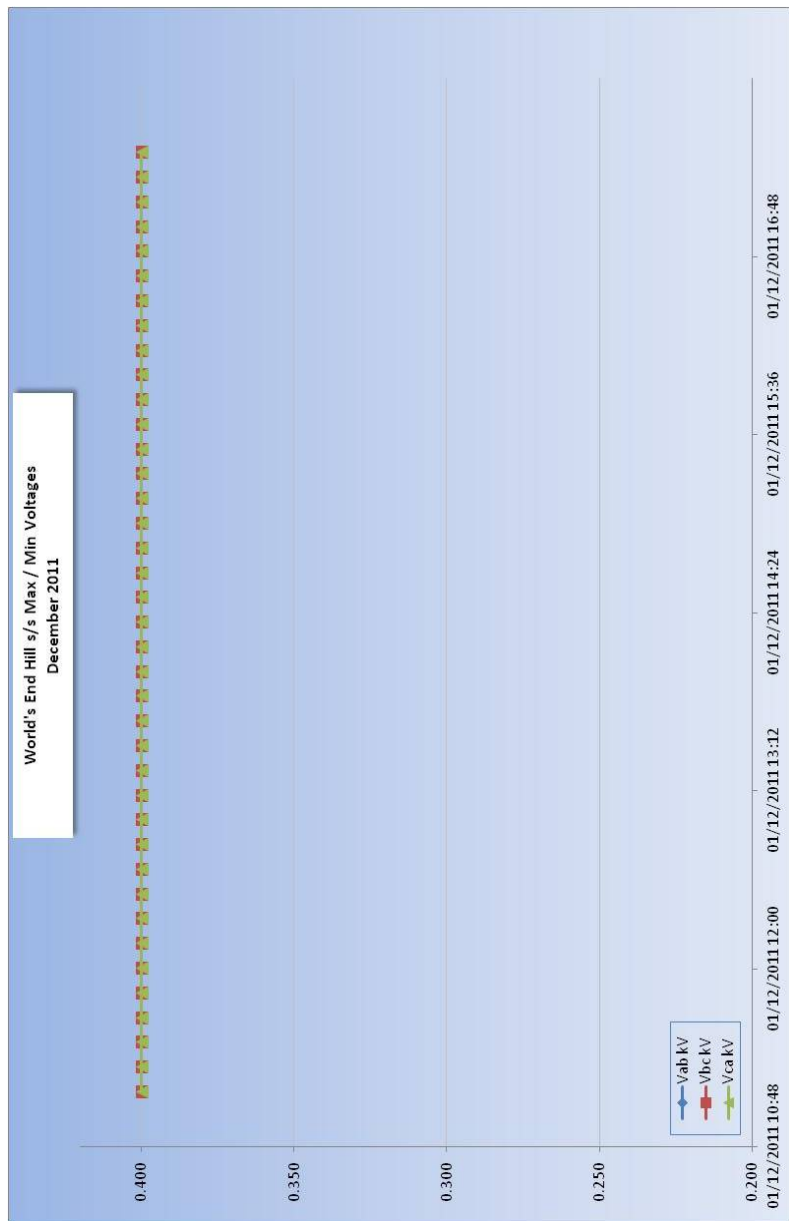 World's End Hill s/s Max / Min Voltages
December 2011
0.400
0.350
0.300
0.250
0.200
01/12/2011 10:48
01/12/2011 12:00
01/12/2011 13:12
01/12/2011 14:24
01/12/2011 15:36
01/12/2011 16:48
Vab kV
Vbc kV
Vca kV